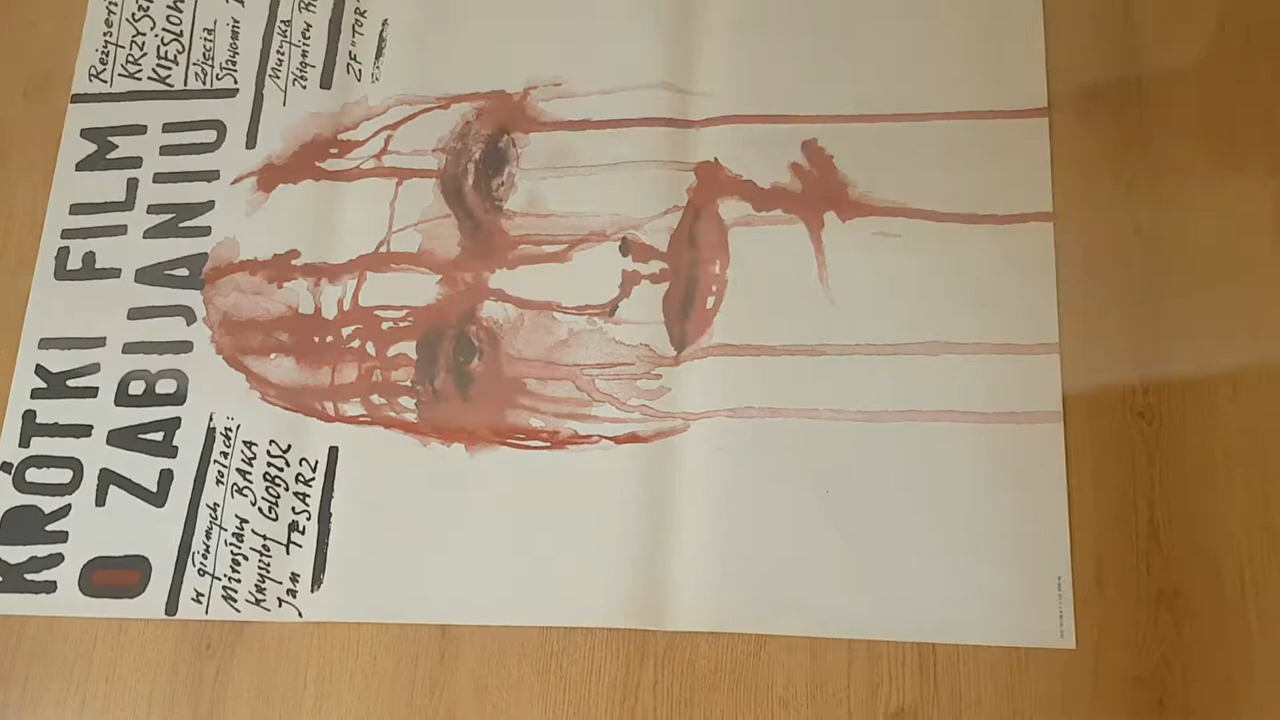 KRÓTKI FILM
O ZABIJANIU
W głównych rolach:
Mirosław BAKA
Krzysztof GLOBISZ
Jan TESARZ
Reżyseri
KRZYSZ
KIEŚLOW
Zdjęcia
Sławomir
Muzyka
Zbigniew
ZF "TOR"